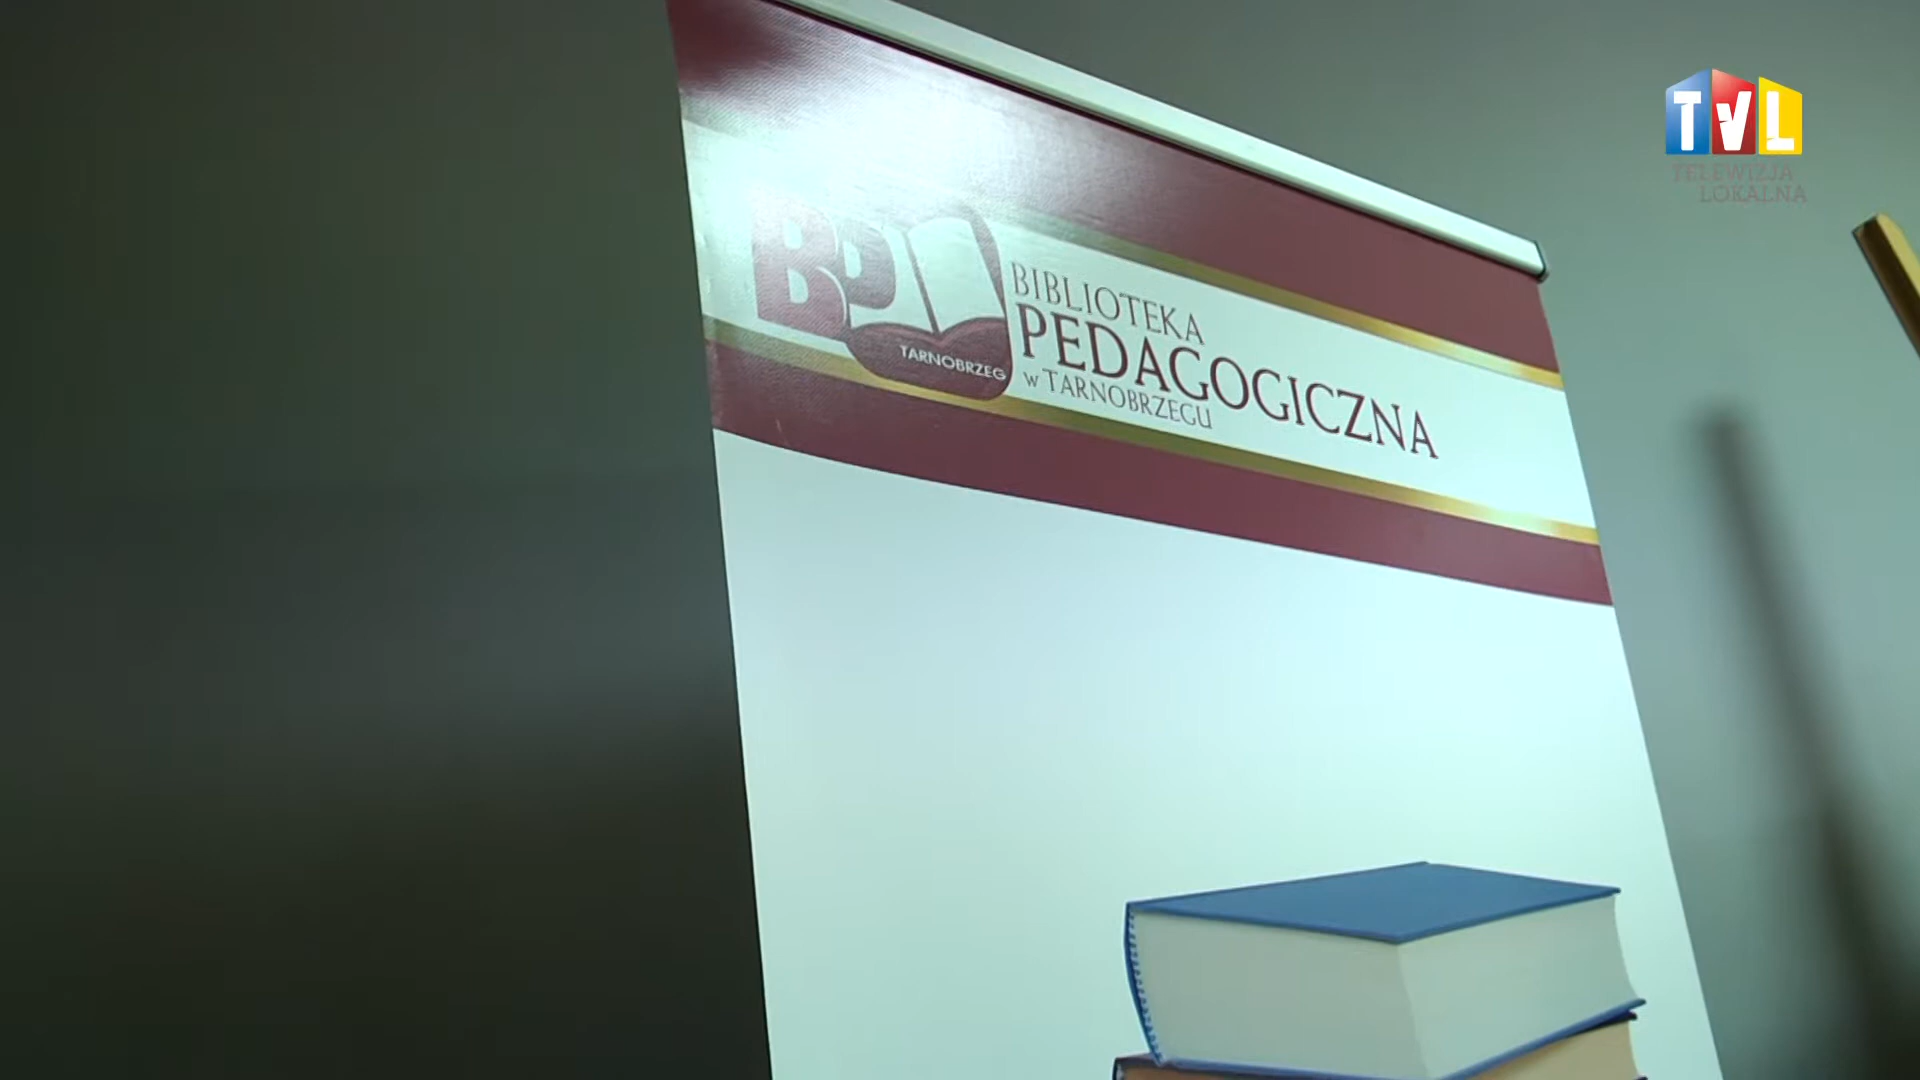 TVL
TELEWIZJA
LOKALNA
BP
TARNOBRZEG
BIBLIOTEKA
PEDAGOGICZNA
w TARNOBRZEGU